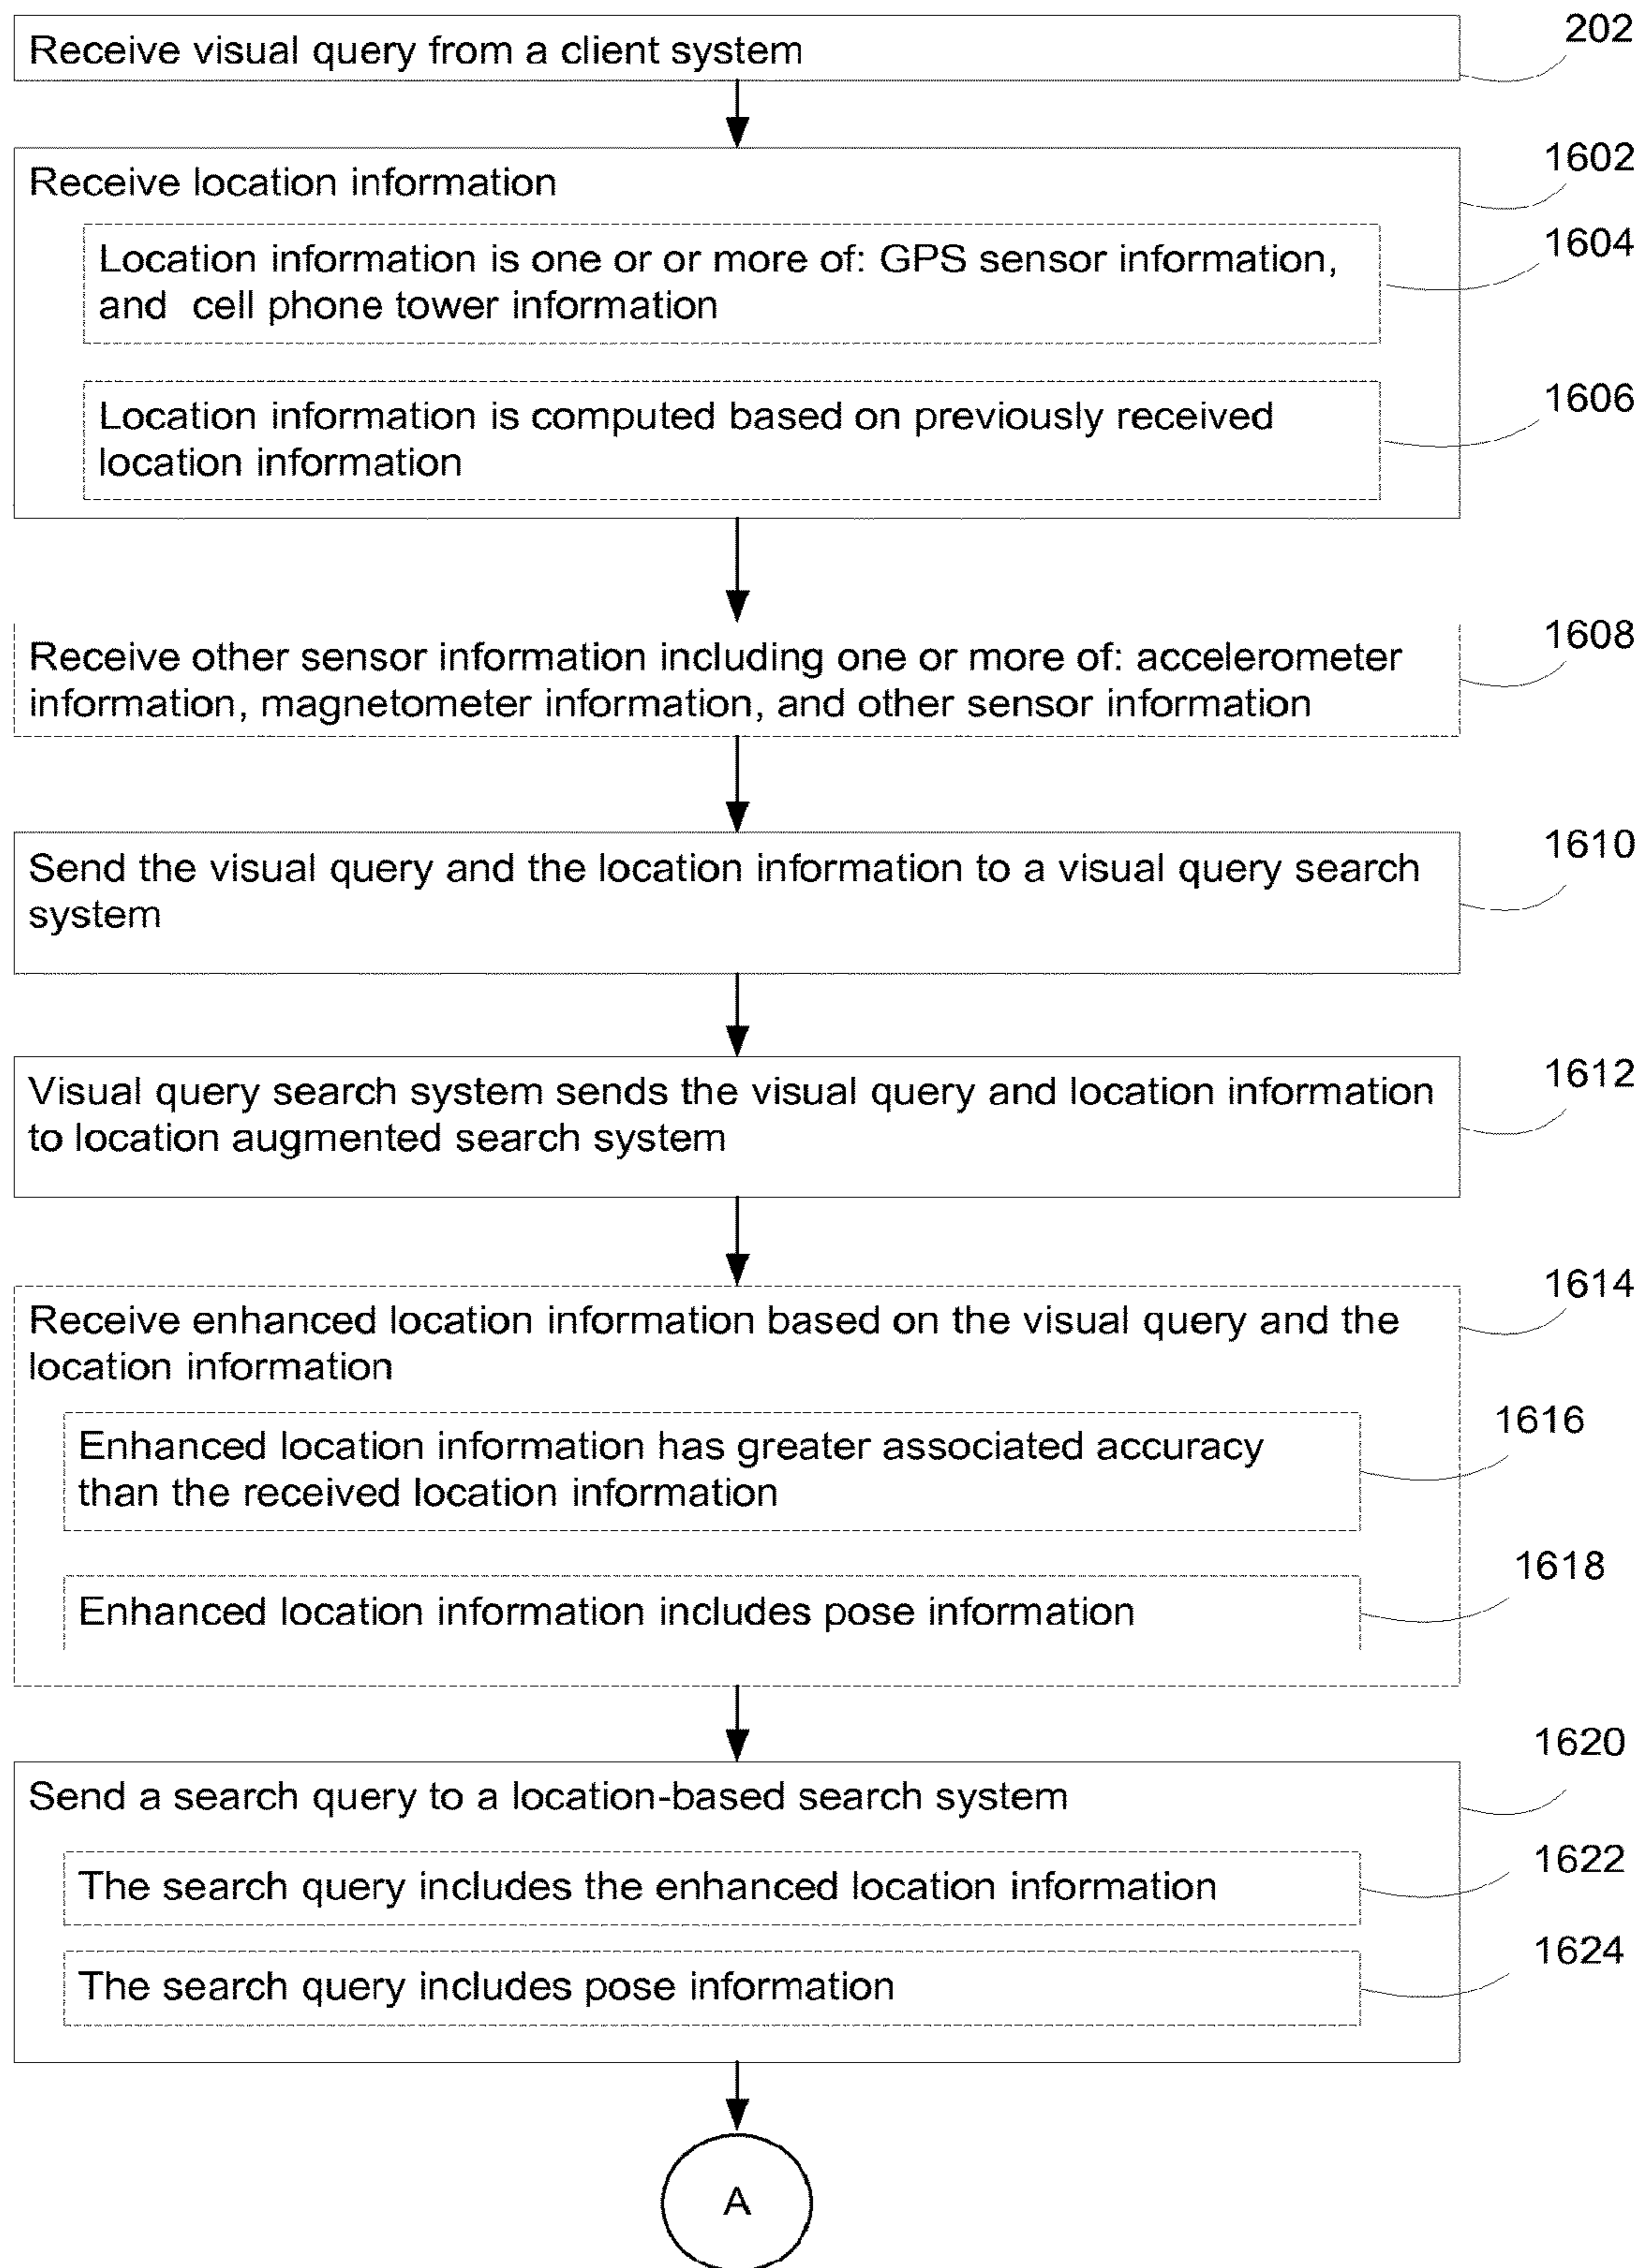 Receive visual query from a client system
202
Receive location information
1602
Location information is one or or more of: GPS sensor information,
and cell phone tower information
1604
Location information is computed based on previously received
location information
1606
Receive other sensor information including one or more of: accelerometer
information, magnetometer information, and other sensor information
1608
Send the visual query and the location information to a visual query search
system
1610
Visual query search system sends the visual query and location information
to location augmented search system
1612
Receive enhanced location information based on the visual query and the
location information
1614
Enhanced location information has greater associated accuracy
than the received location information
1616
Enhanced location information includes pose information
1618
Send a search query to a location-based search system
1620
The search query includes the enhanced location information
1622
The search query includes pose information
1624
A